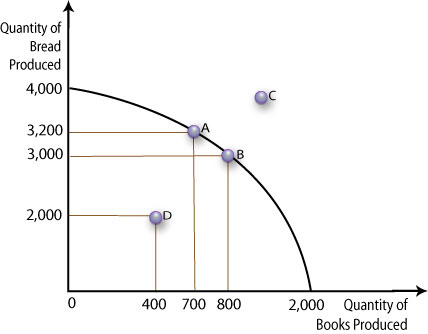 Quantity of
Bread
Produced
4,000
C
A
3,200
3,000
B
2,000
D
0
400
700
800
2,000
Quantity of
Books Produced